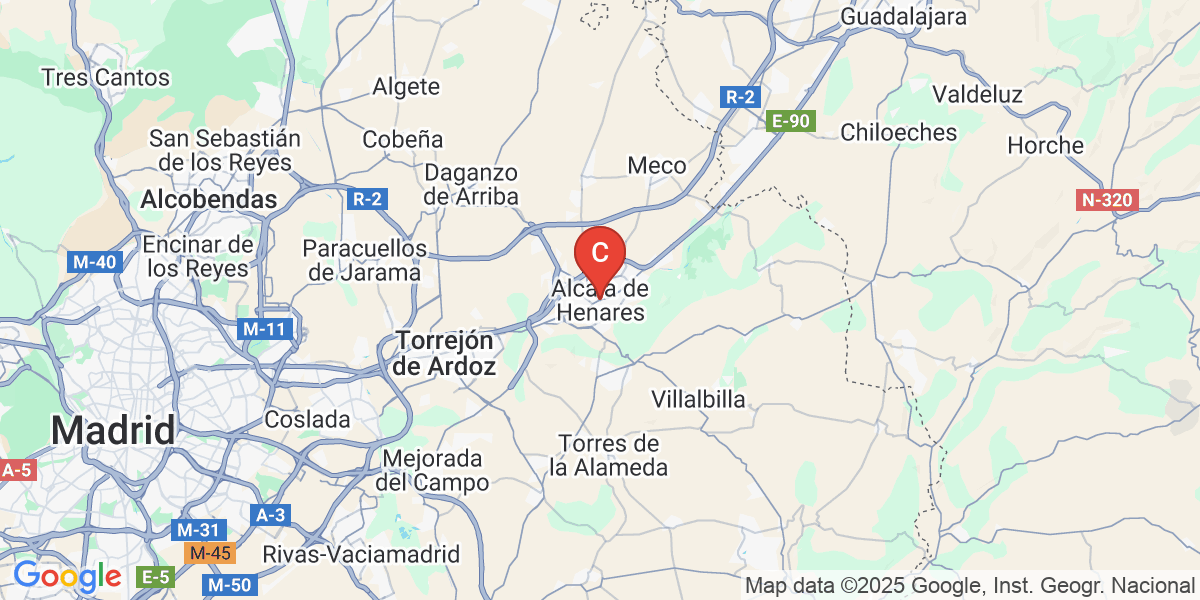 Guadalajara
Tres Cantos
Algete
R-2
Valdeluz
E-90
Chiloeches
San Sebastián
de los Reyes
Cobeña
Horche
Meco
Daganzo
de Arriba
Alcobendas
R-2
N-320
Encinar de
los Reyes
Paracuellos
de Jarama
M-40
C
Alcalá de
Henares
M-11
Torrejón
de Ardoz
Villalbilla
Coslada
Madrid
Torres de
la Alameda
A-5
Mejorada
del Campo
A-3
M-31
M-45
Rivas-Vaciamadrid
Google
E-5
M-50
Map data ©2025 Google, Inst. Geogr. Nacional